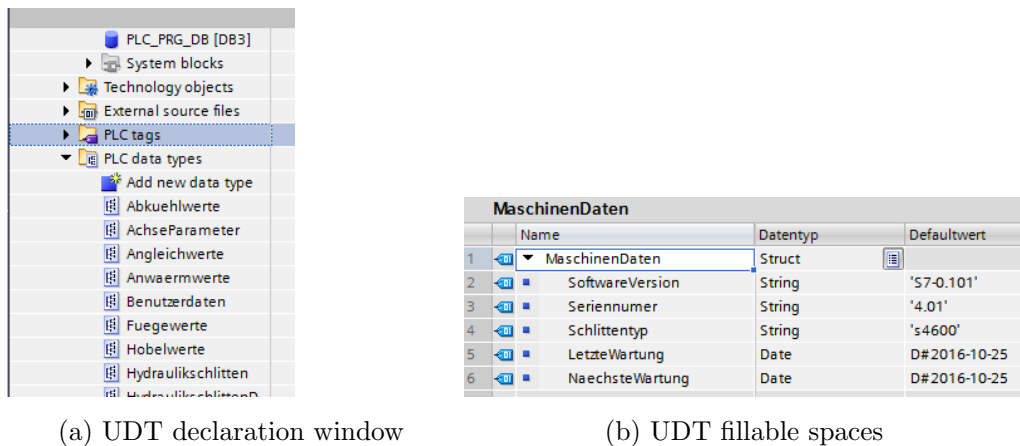 PLC_PRG_DB [DB3]
System blocks
Technology objects
External source files
PLC tags
PLC data types
Add new data type
Abkuehlwerte
AchseParameter
Angleichwerte
Anwaermwerte
Benutzerdaten
Fuegewerte
Hobelwerte
Hydraulikschlitten
HydraulikschlittenD
(a) UDT declaration window
MaschinenDaten
Name Datentyp Defaultwert
1 MaschinenDaten Struct
2 SoftwareVersion String 'S7-0.101'
3 Seriennumer String '4.01'
4 Schlittentyp String 's4600'
5 LetzteWartung Date D#2016-10-25
6 NaechsteWartung Date D#2016-10-25
(b) UDT fillable spaces